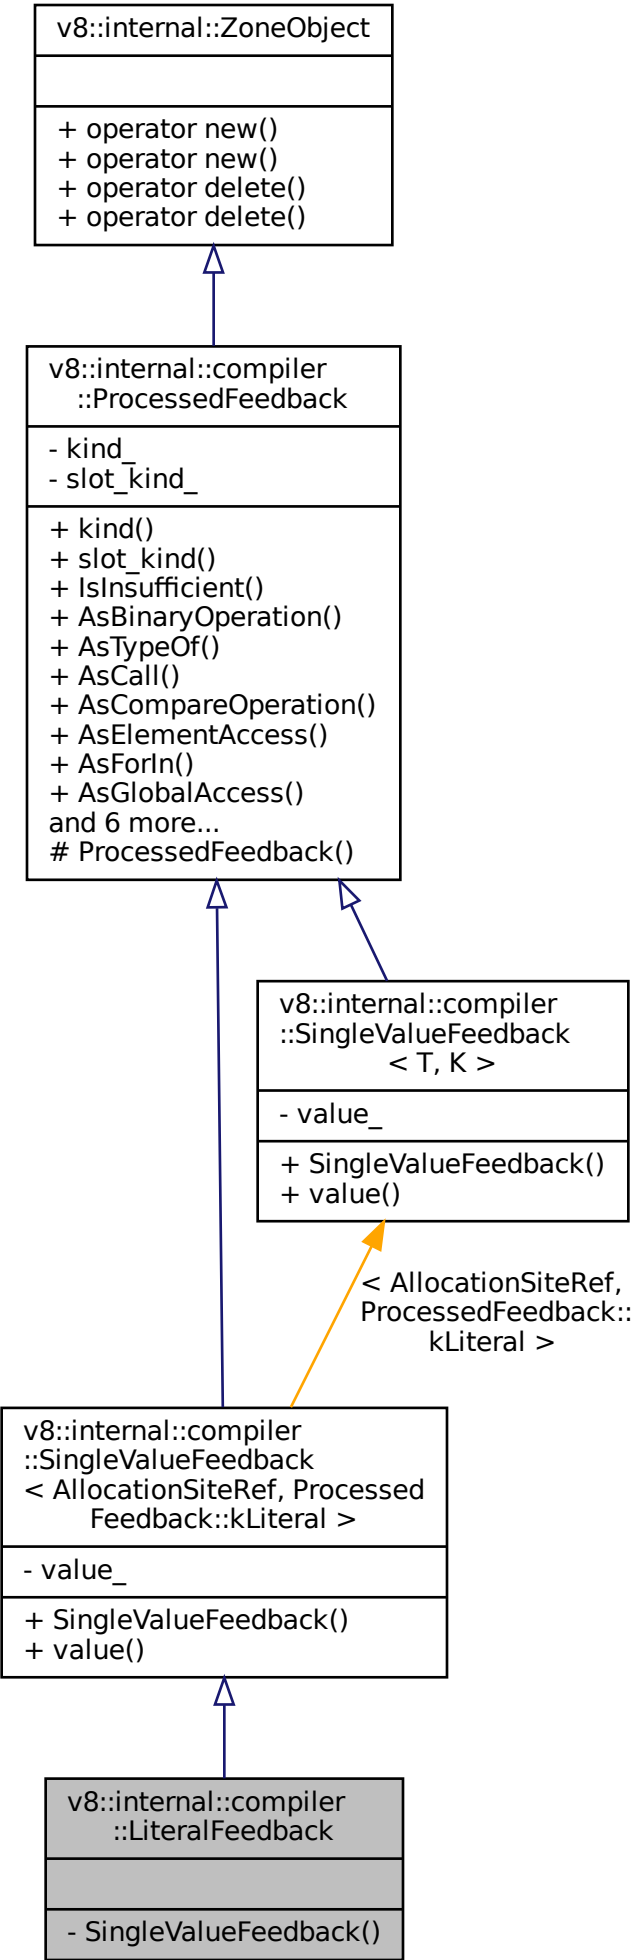 v8::internal::ZoneObject
+ operator new()
+ operator new()
+ operator delete()
+ operator delete()
v8::internal::compiler
::ProcessedFeedback
- kind_
- slot_kind_
+ kind()
+ slot_kind()
+ IsInsufficient()
+ AsBinaryOperation()
+ AsTypeOf()
+ AsCall()
+ AsCompareOperation()
+ AsElementAccess()
+ AsForIn()
+ AsGlobalAccess()
and 6 more...
# ProcessedFeedback()
v8::internal::compiler
::SingleValueFeedback
< T, K >
- value_
+ SingleValueFeedback()
+ value()
< AllocationSiteRef,
ProcessedFeedback::
kLiteral >
v8::internal::compiler
::SingleValueFeedback
< AllocationSiteRef, Processed
Feedback::kLiteral >
- value_
+ SingleValueFeedback()
+ value()
v8::internal::compiler
::LiteralFeedback
- SingleValueFeedback()